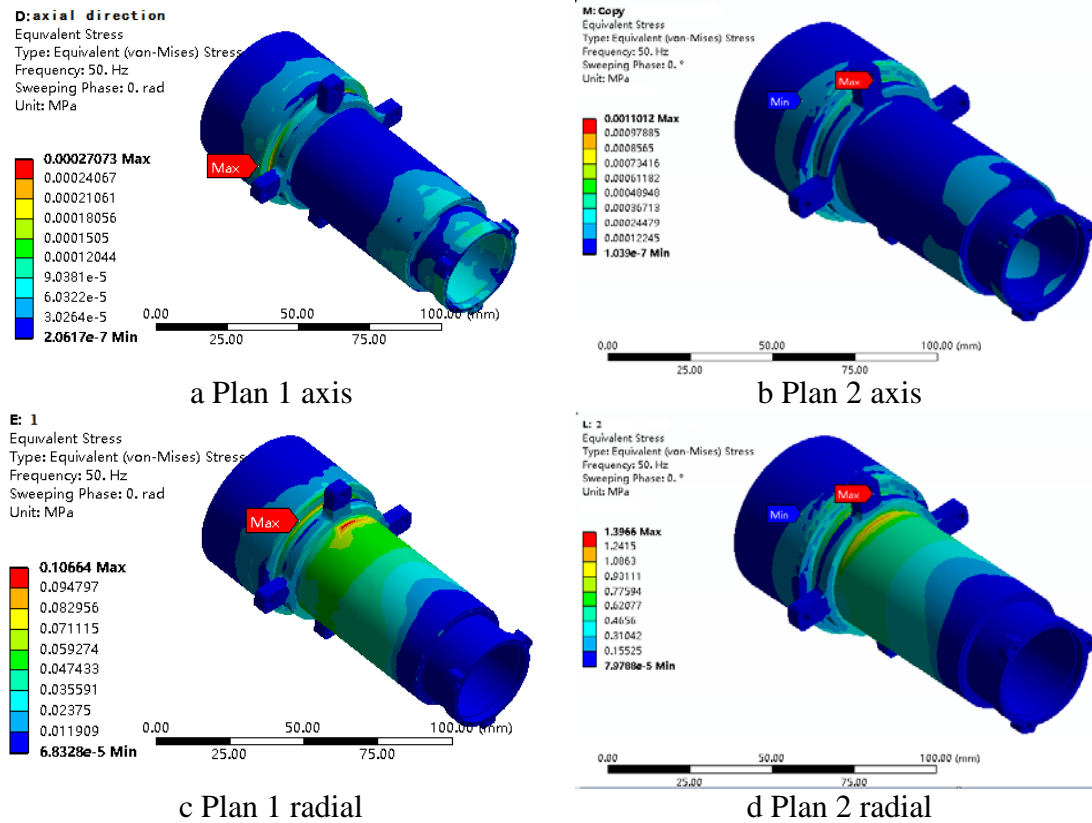 D: axial direction
Equivalent Stress
Type: Equivalent (von-Mises) Stress
Frequency: 50. Hz
Sweeping Phase: 0. rad
Unit: MPa
0.00027073 Max
0.00024067
0.00021061
0.00018056
0.0001505
0.00012044
9.0381e-5
6.0322e-5
3.0264e-5
2.0617e-7 Min
Max
0.00
50.00
100.00 (mm)
25.00
75.00
a Plan 1 axis
M: Copy
Equivalent Stress
Type: Equivalent (von-Mises) Stress
Frequency: 50. Hz
Sweeping Phase: 0. °
Unit: MPa
0.0011012 Max
0.00097885
0.0008565
0.00073416
0.00061182
0.00048948
0.00036713
0.00024479
0.00012245
1.039e-7 Min
Min
Max
0.00
50.00
100.00 (mm)
25.00
75.00
b Plan 2 axis
E: 1
Equivalent Stress
Type: Equivalent (von-Mises) Stress
Frequency: 50. Hz
Sweeping Phase: 0. rad
Unit: MPa
0.10664 Max
0.094797
0.082956
0.071115
0.059274
0.047433
0.035591
0.02375
0.011909
6.8328e-5 Min
Max
0.00
50.00
100.00 (mm)
25.00
75.00
c Plan 1 radial
L: 2
Equivalent Stress
Type: Equivalent (von-Mises) Stress
Frequency: 50. Hz
Sweeping Phase: 0. °
Unit: MPa
1.3966 Max
1.2415
1.0863
0.93111
0.77594
0.62077
0.4656
0.31042
0.15525
7.9788e-5 Min
Min
Max
0.00
50.00
100.00 (mm)
25.00
75.00
d Plan 2 radial